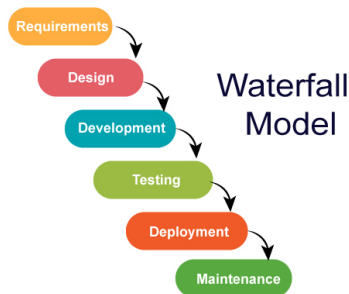 Requirements
Design
Waterfall
Model
Development
Testing
Deployment
Maintenance